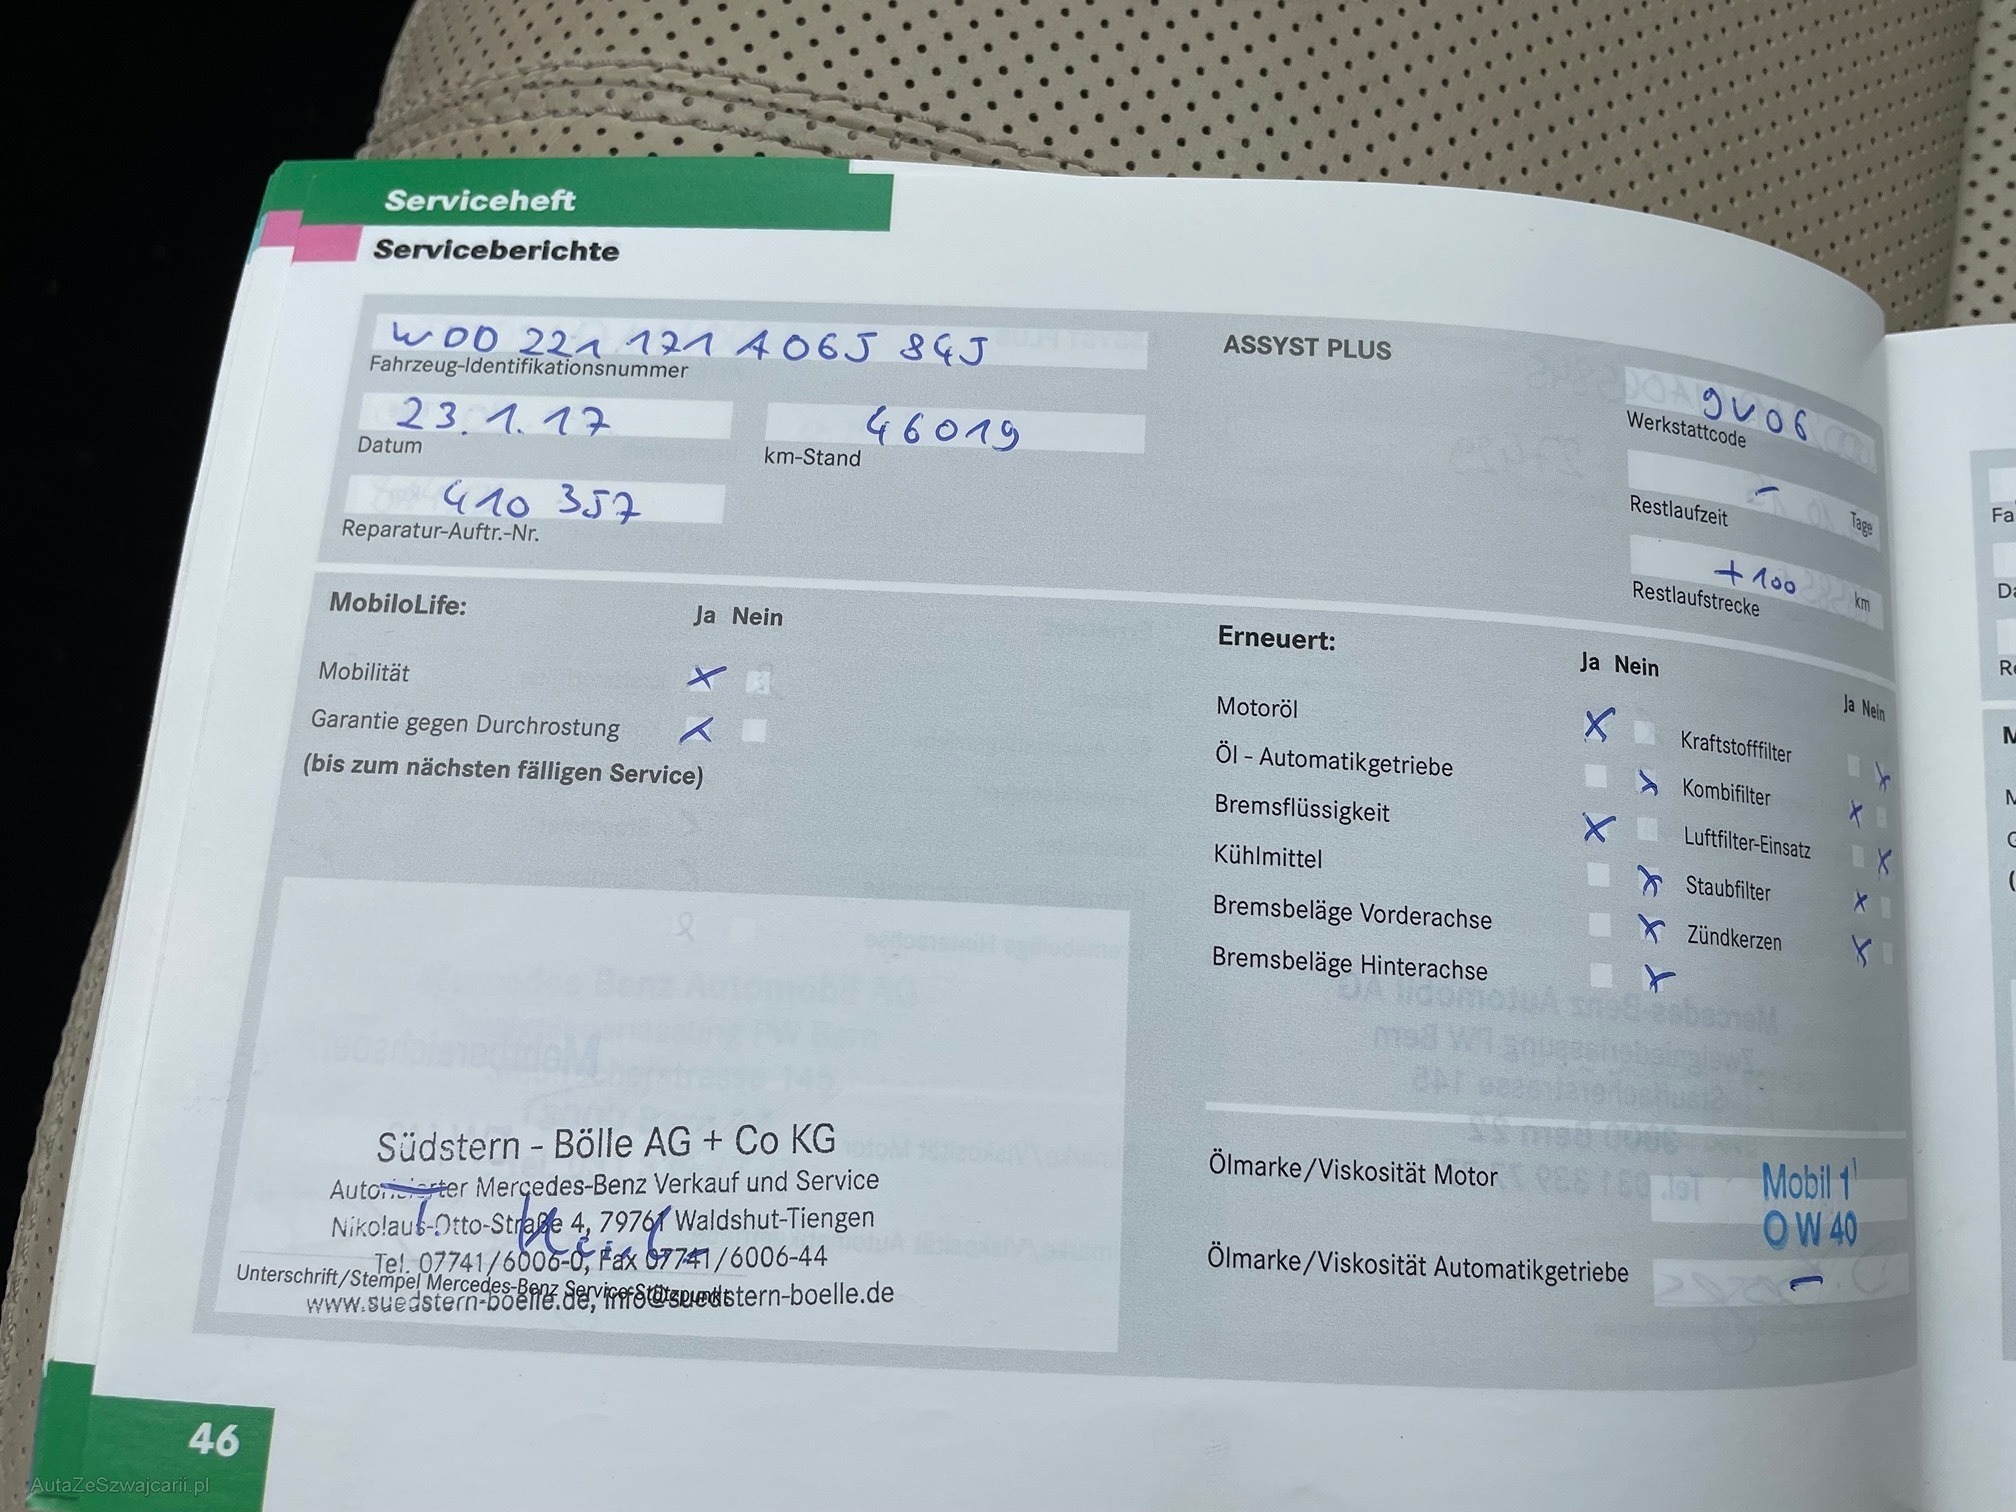 Serviceheft
Serviceberichte
WDD 221 171 A065 845
Fahrzeug-Identifikationsnummer
23.1.17
Datum
46019
km-Stand
410 357
Reparatur-Auftr.-Nr.
ASSYST PLUS
9V06
Werkstattcode
-
Restlaufzeit Tage
+100
Restlaufstrecke km
MobiloLife: Ja Nein
Mobilität x
Garantie gegen Durchrostung x
(bis zum nächsten fälligen Service)
Erneuert: Ja Nein
Motoröl x
Öl - Automatikgetriebe x
Bremsflüssigkeit x
Kühlmittel x
Bremsbeläge Vorderachse x
Bremsbeläge Hinterachse x
Ja Nein
Kraftstofffilter x
Kombifilter x
Luftfilter-Einsatz x
Staubfilter x
Zündkerzen x
Südstern - Bölle AG + Co KG
Autorisierter Mercedes-Benz Verkauf und Service
Nikolaus-Otto-Straße 4, 79761 Waldshut-Tiengen
Tel. 07741/6006-0, Fax 07741/6006-44
Unterschrift/Stempel Mercedes-Benz Service-Stützpunkt
www.suedstern-boelle.de, info@suedstern-boelle.de
Ölmarke/Viskosität Motor
Mobil 1
0 W 40
Ölmarke/Viskosität Automatikgetriebe
-
46
AutaZeSzwajcarii.pl